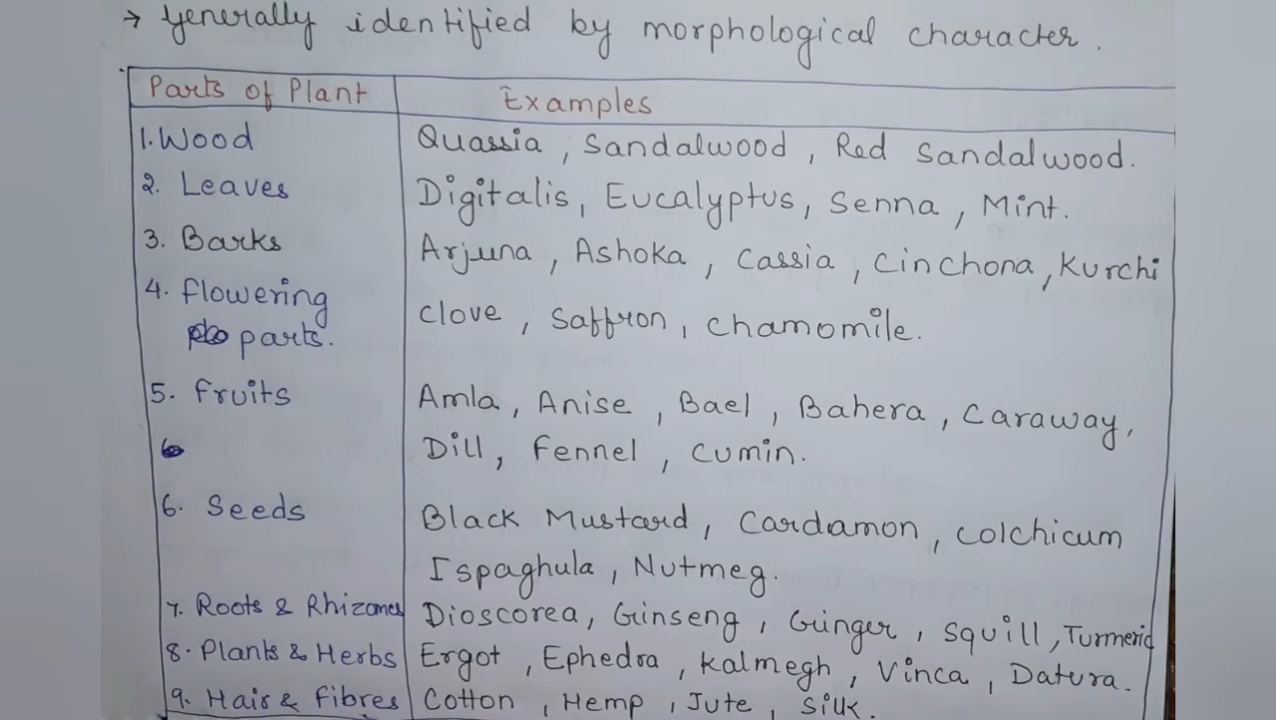 → Generally identified by morphological character.
Parts of Plant Examples
1. Wood Quassia, Sandalwood, Red Sandalwood.
2. Leaves Digitalis, Eucalyptus, Senna, Mint.
3. Barks Arjuna, Ashoka, Cassia, Cinchona, Kurchi
4. Flowering
parts. Clove, Saffron, Chamomile.
5. Fruits Amla, Anise, Bael, Bahera, Caraway,
Dill, Fennel, Cumin.
6. Seeds Black Mustard, Cardamon, Colchicum
Ispaghula, Nutmeg.
7. Roots & Rhizomes Dioscorea, Ginseng, Ginger, Squill, Turmeric
8. Plants & Herbs Ergot, Ephedra, Kalmegh, Vinca, Datura.
9. Hair & Fibres Cotton, Hemp, Jute, Silk.